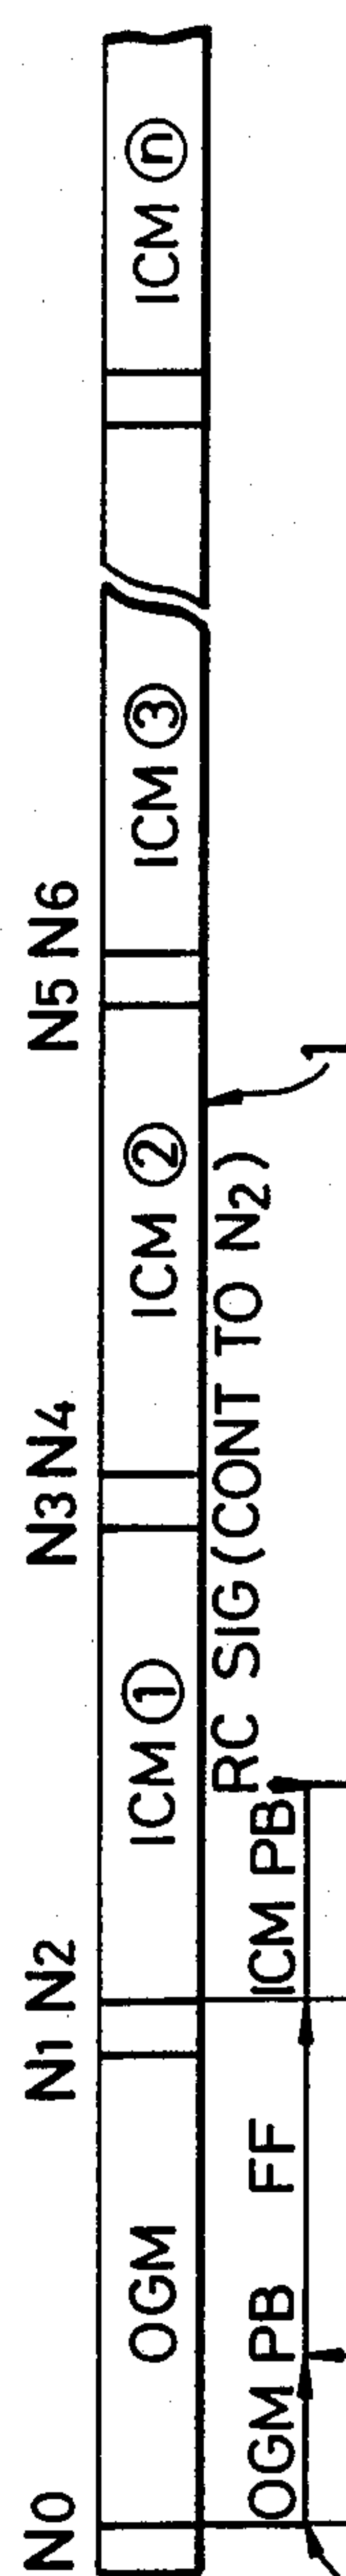 N0 N1 N2 N3 N4 N5 N6
OGM ICM ① ICM ② ICM ③ ICM ⓝ
RC SIG (CONT TO N2)
1
OGM PB FF ICM PB